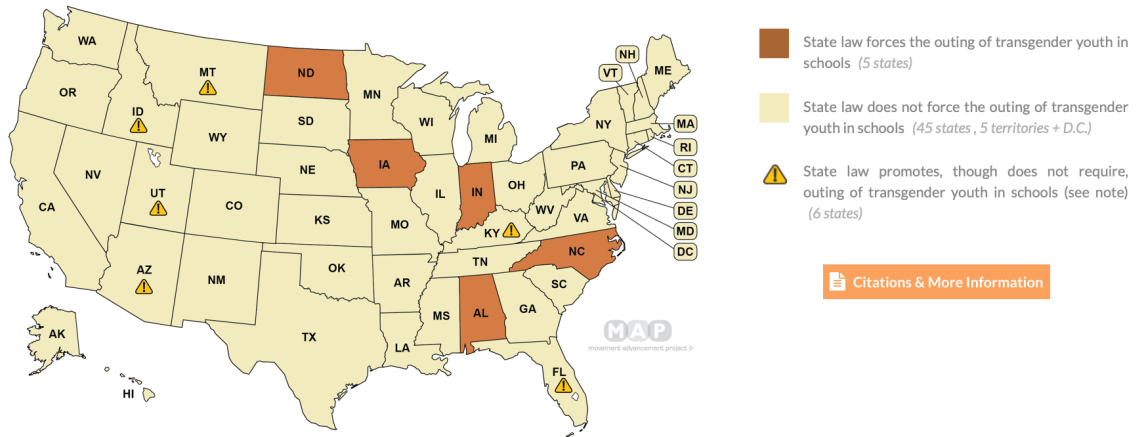 WA
OR
CA
NV
ID
MT
WY
UT
AZ
CO
NM
ND
SD
NE
KS
OK
TX
MN
IA
MO
AR
LA
WI
IL
MI
IN
OH
KY
TN
MS
AL
GA
FL
SC
NC
VA
WV
PA
NY
ME
VT
NH
MA
RI
CT
NJ
DE
MD
DC
AK
HI
MAP
movement advancement project
State law forces the outing of transgender youth in
schools (5 states)
State law does not force the outing of transgender
youth in schools (45 states , 5 territories + D.C.)
State law promotes, though does not require,
outing of transgender youth in schools (see note)
(6 states)
Citations & More Information